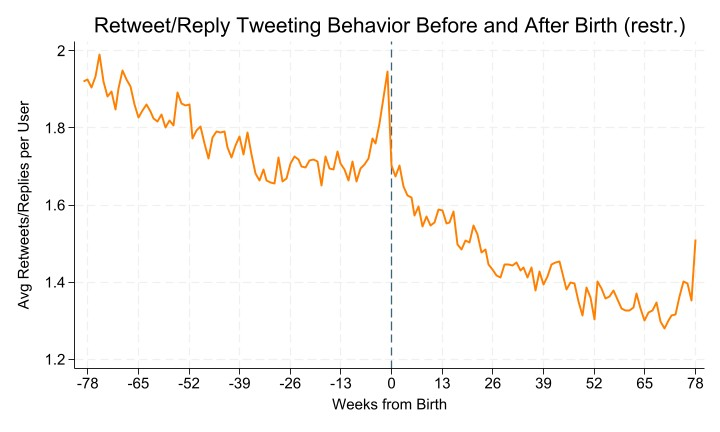 Retweet/Reply Tweeting Behavior Before and After Birth (restr.)
Avg Retweets/Replies per User
2
1.8
1.6
1.4
1.2
-78 -65 -52 -39 -26 -13 0 13 26 39 52 65 78
Weeks from Birth